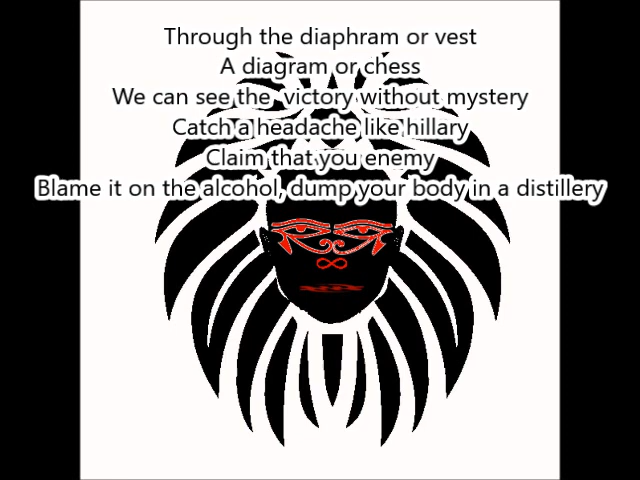 Through the diaphram or vest
A diagram or chess
We can see the  victory without mystery
Catch a headache like hillary
Claim that you enemy
Blame it on the alcohol, dump your body in a distillery